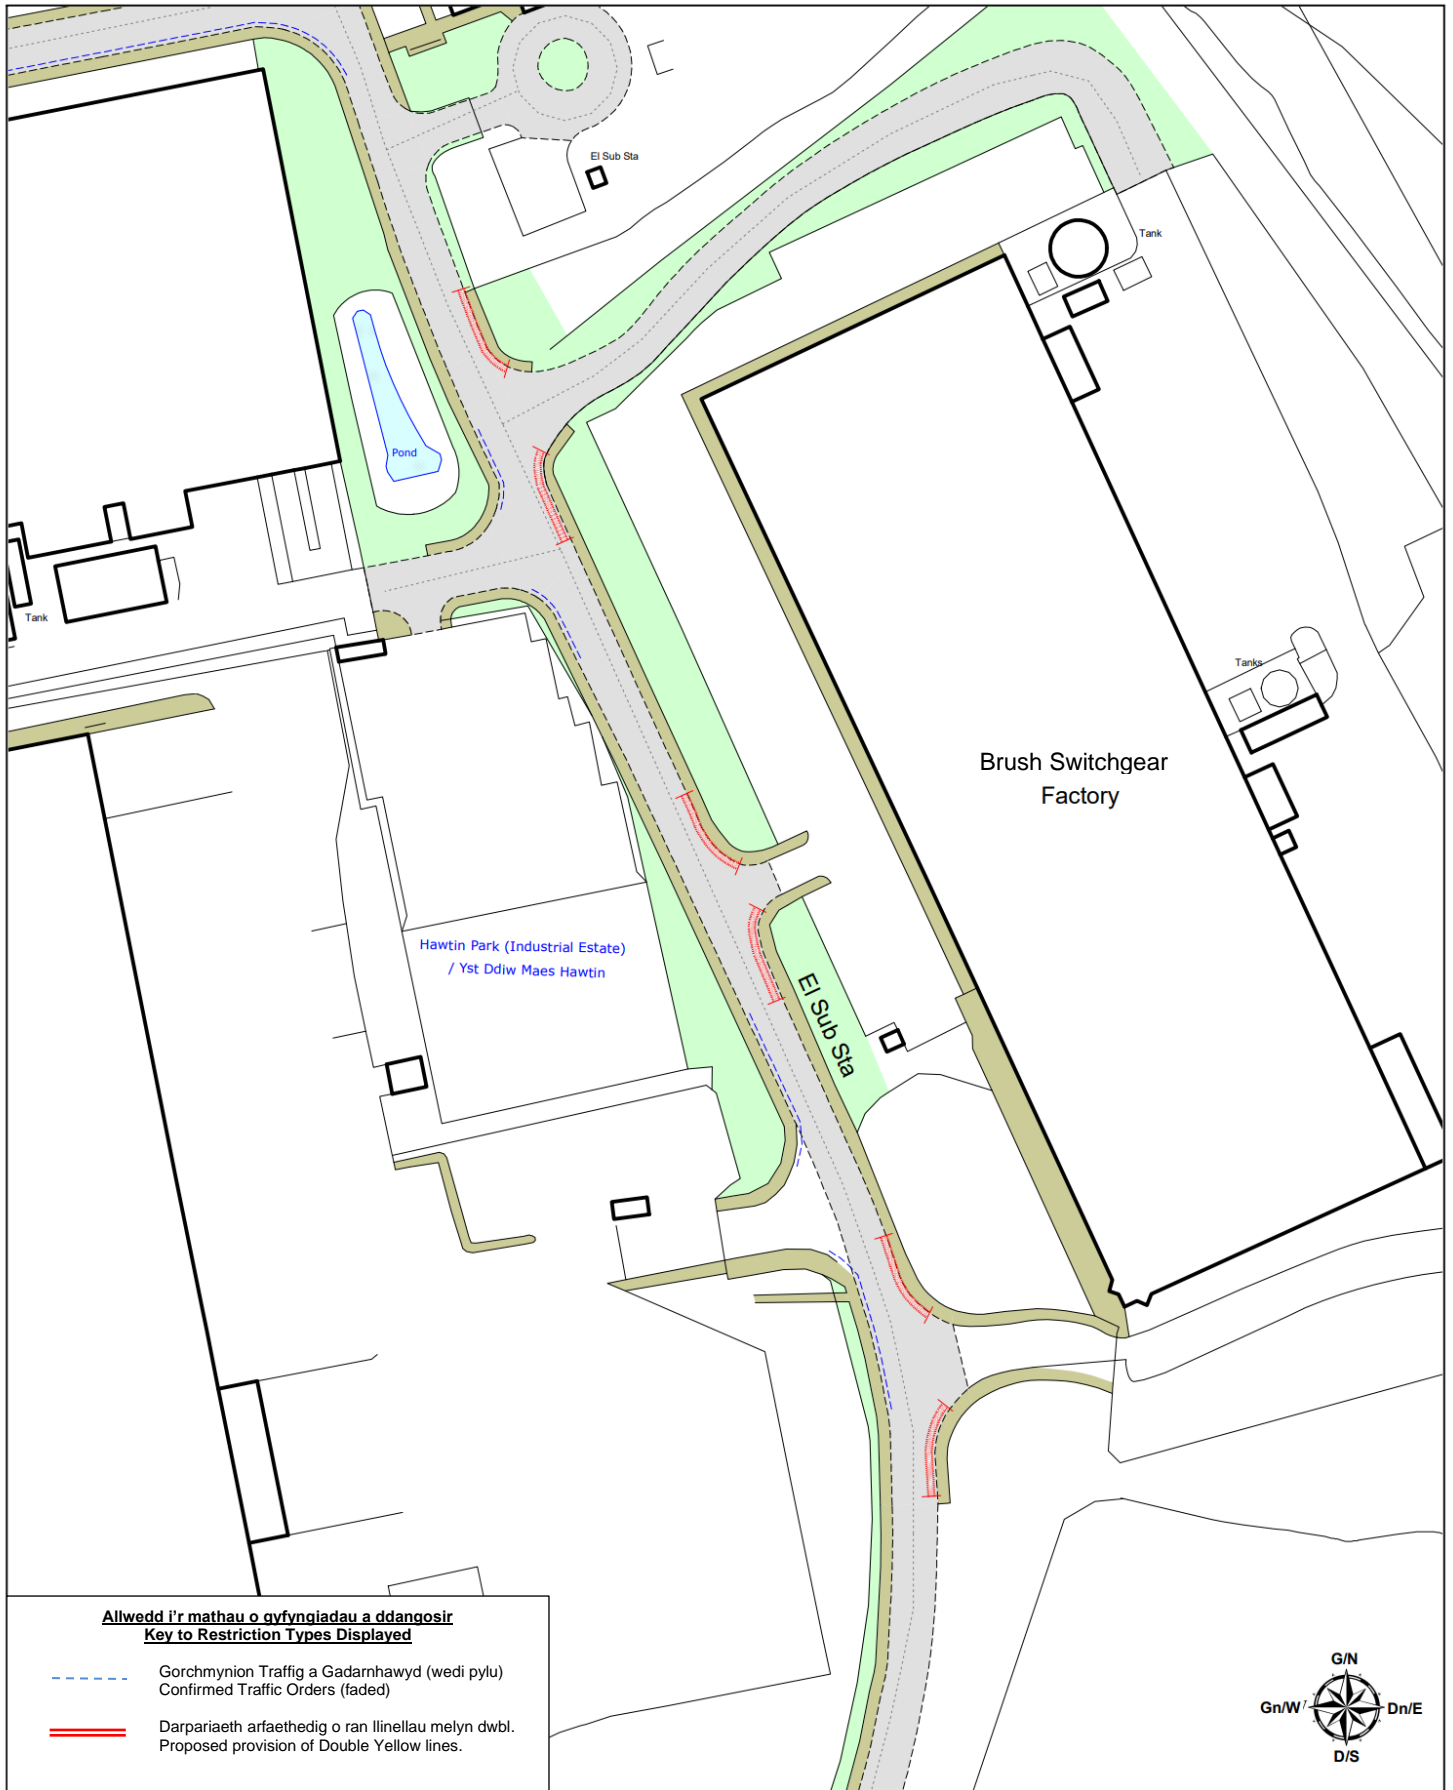 El Sub Sta
Tank
Pond
Tank
Tanks
Brush Switchgear
Factory
Hawtin Park (Industrial Estate)
/ Yst Ddiw Maes Hawtin
El Sub Sta
Allwedd i'r mathau o gyfyngiadau a ddangosir
Key to Restriction Types Displayed
Gorchmynion Traffig a Gadarnhawyd (wedi pylu)
Confirmed Traffic Orders (faded)
Darpariaeth arfaethedig o ran llinellau melyn dwbl.
Proposed provision of Double Yellow lines.
G/N
Gn/W
Dn/E
D/S